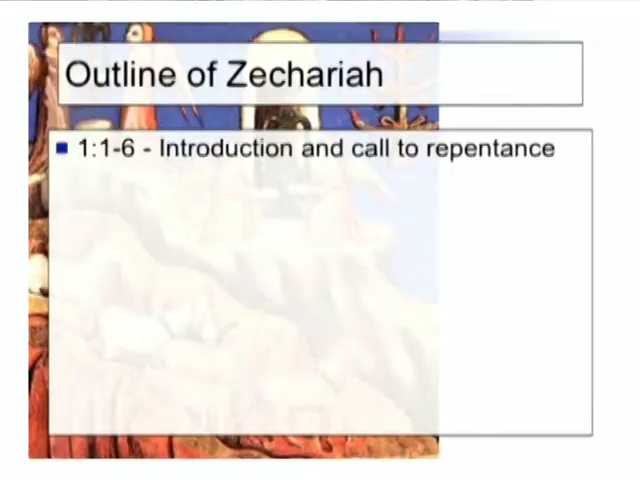 Outline of Zechariah
1:1-6 - Introduction and call to repentance